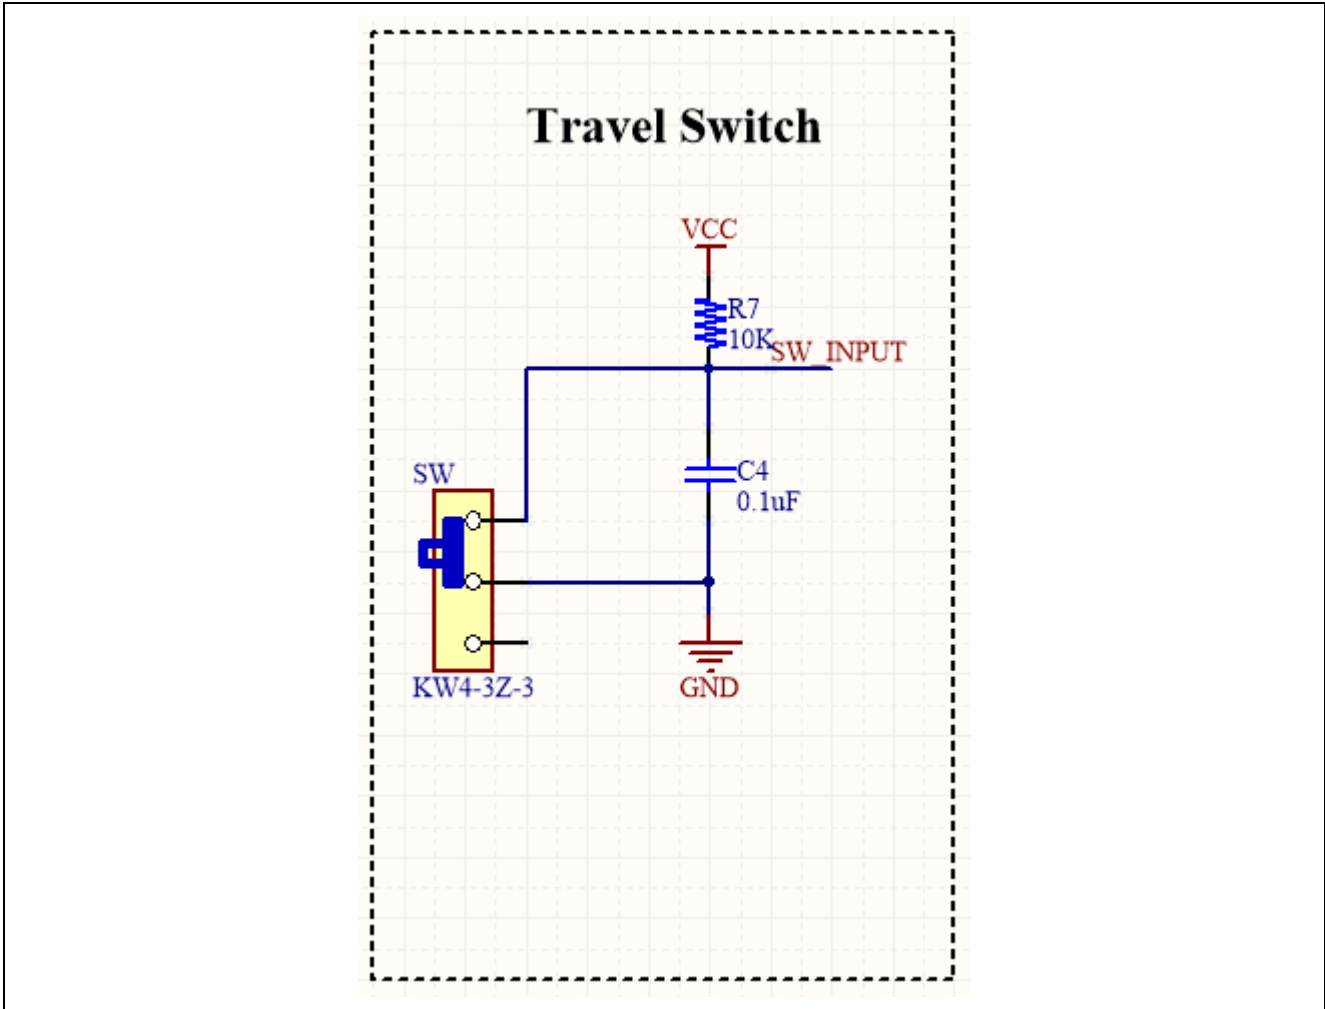 Travel Switch
VCC
R7
10K
SW_INPUT
SW
C4
0.1uF
KW4-3Z-3
GND